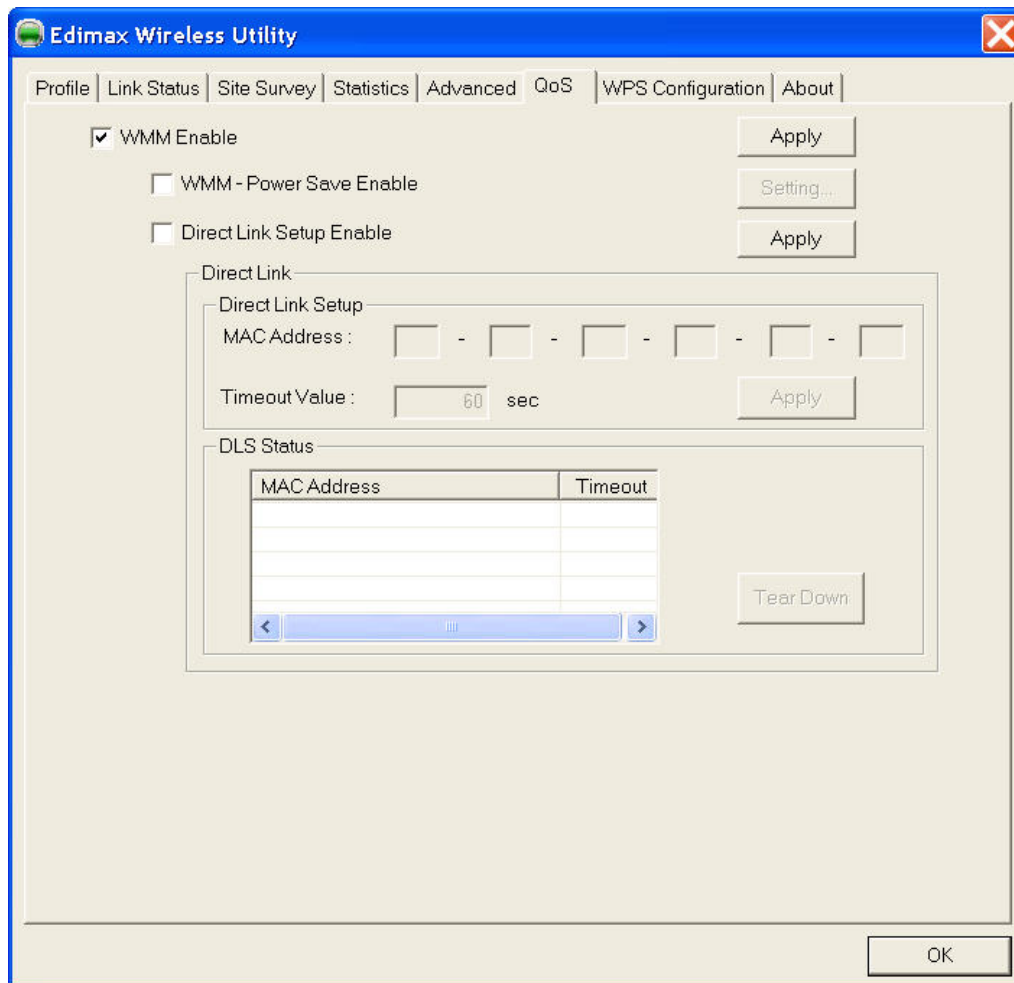 Edimax Wireless Utility
Profile Link Status Site Survey Statistics Advanced QoS WPS Configuration About
WMM Enable Apply
WMM - Power Save Enable Setting...
Direct Link Setup Enable Apply
Direct Link
Direct Link Setup
MAC Address : - - - - -
Timeout Value : 60 sec Apply
DLS Status
MAC Address Timeout
Tear Down
OK